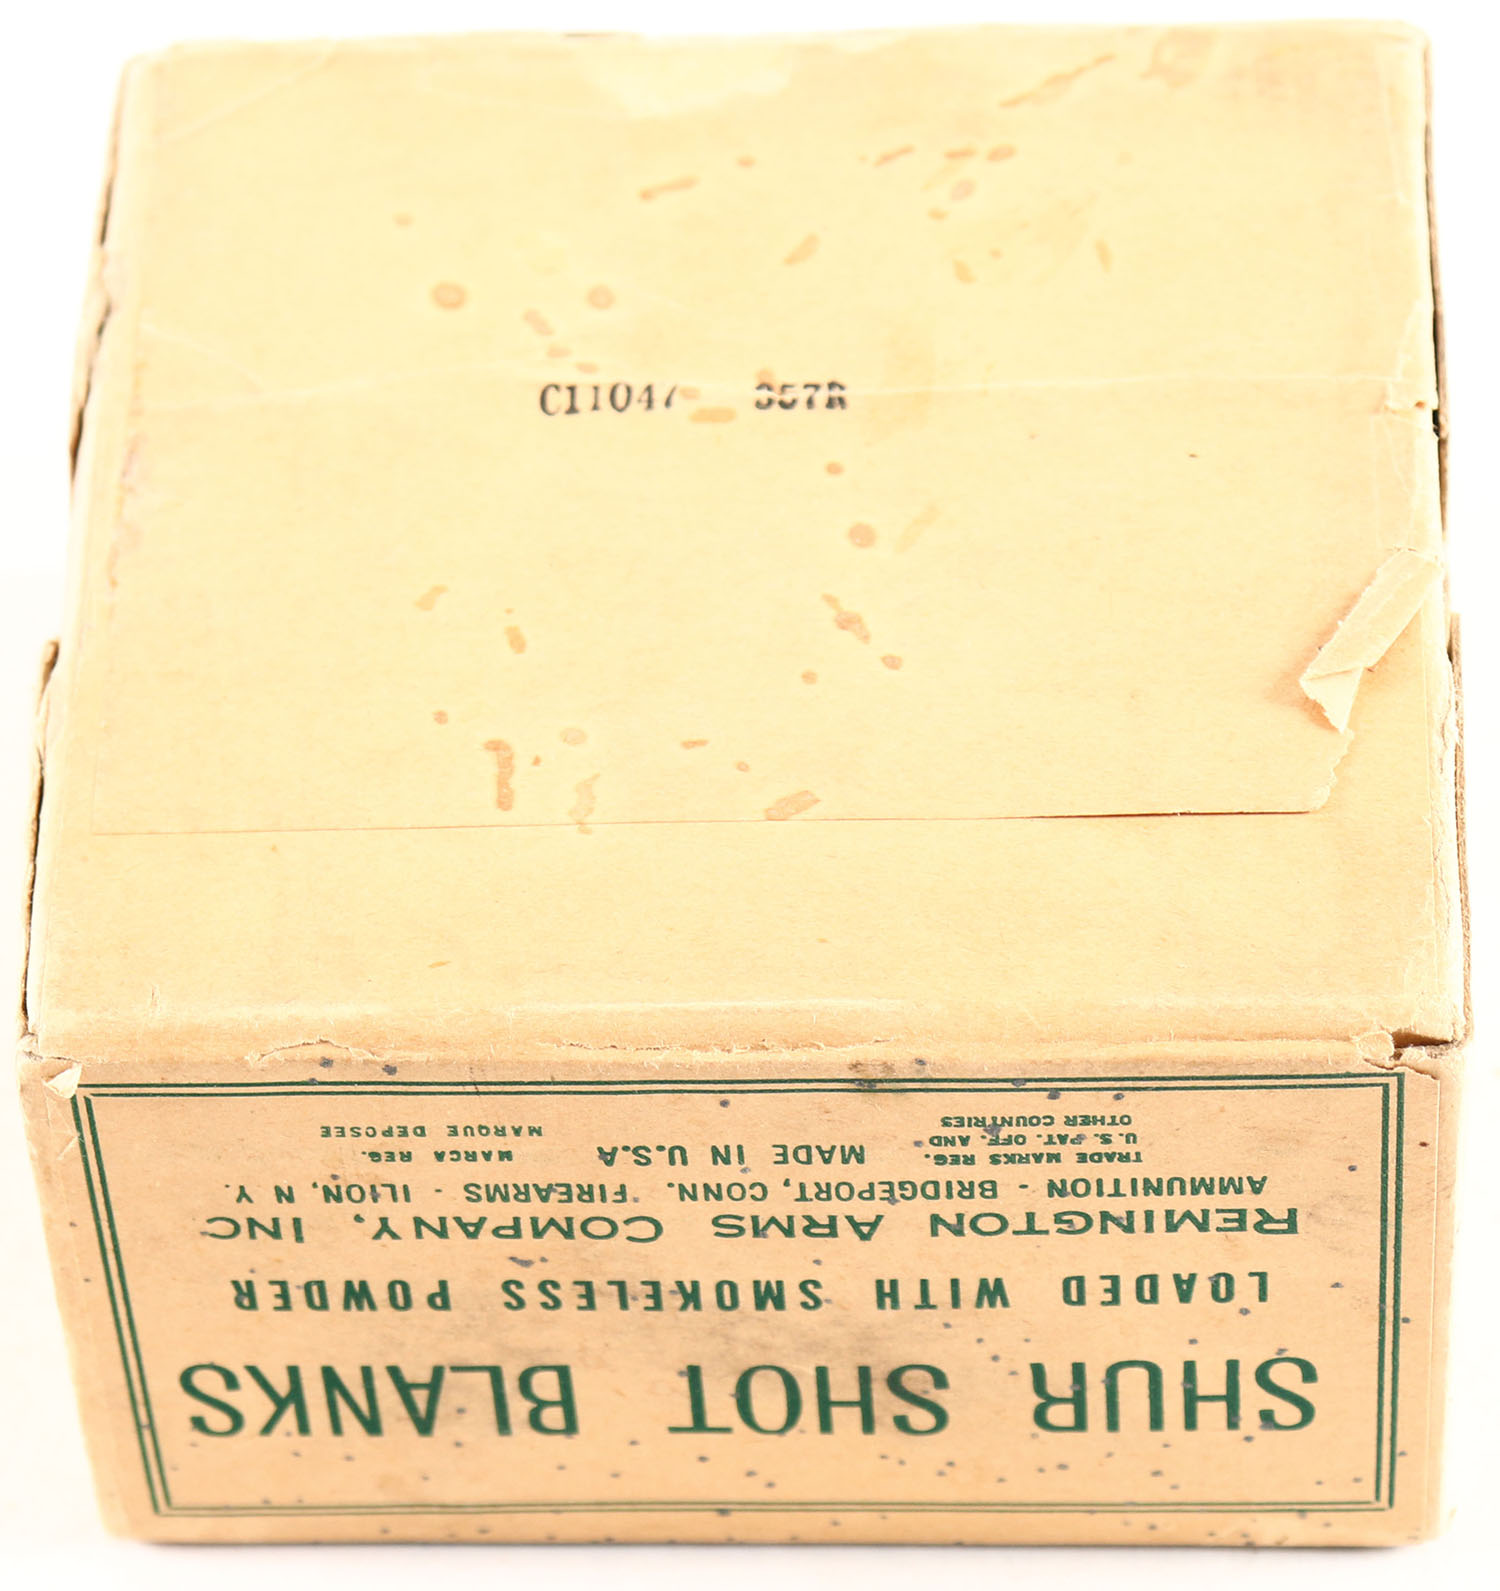 C11047 357R
SHUR SHOT BLANKS
LOADED WITH SMOKELESS POWDER
REMINGTON ARMS COMPANY, INC
AMMUNITION - BRIDGEPORT, CONN. FIREARMS - ILION, N.Y.
TRADE MARKS REG.
U.S. PAT. OFF. AND
OTHER COUNTRIES
MADE IN U.S.A
MARCA REG.
MARQUE DEPOSEE